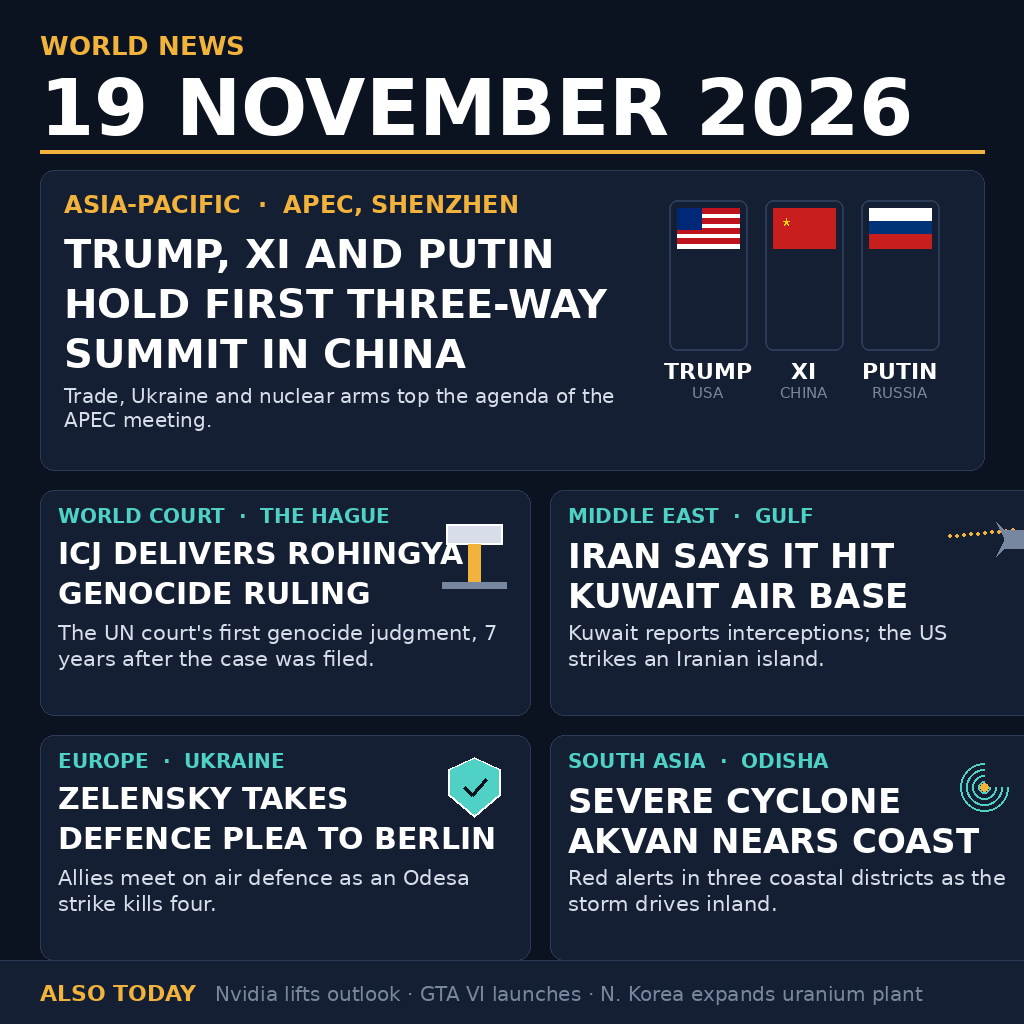 WORLD NEWS
19 NOVEMBER 2026
ASIA-PACIFIC · APEC, SHENZHEN
TRUMP, XI AND PUTIN
HOLD FIRST THREE-WAY
SUMMIT IN CHINA
Trade, Ukraine and nuclear arms top the agenda of the
APEC meeting.
TRUMP XI PUTIN
USA CHINA RUSSIA
WORLD COURT · THE HAGUE
ICJ DELIVERS ROHINGYA
GENOCIDE RULING
The UN court's first genocide judgment, 7
years after the case was filed.
MIDDLE EAST · GULF
IRAN SAYS IT HIT
KUWAIT AIR BASE
Kuwait reports interceptions; the US
strikes an Iranian island.
EUROPE · UKRAINE
ZELENSKY TAKES
DEFENCE PLEA TO BERLIN
Allies meet on air defence as an Odesa
strike kills four.
SOUTH ASIA · ODISHA
SEVERE CYCLONE
AKVAN NEARS COAST
Red alerts in three coastal districts as the
storm drives inland.
ALSO TODAY Nvidia lifts outlook · GTA VI launches · N. Korea expands uranium plant